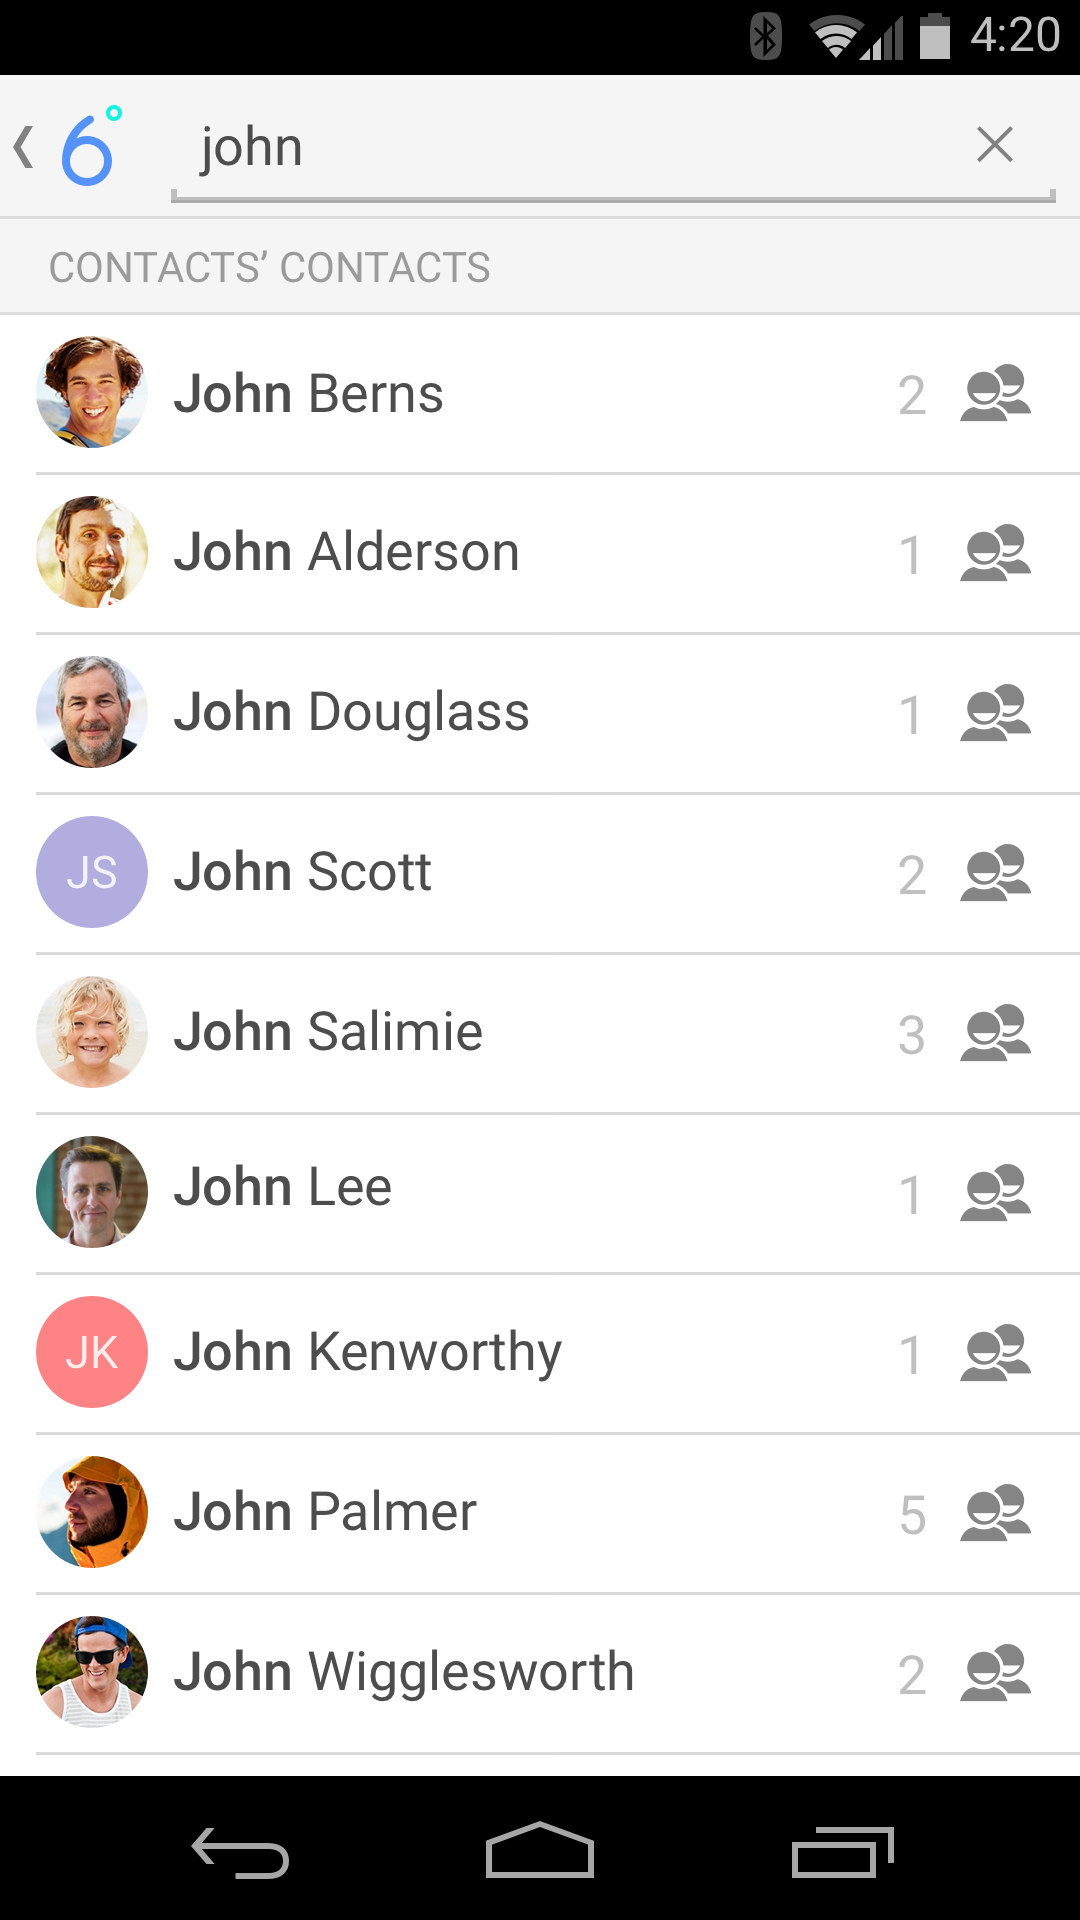 4:20
6°
john
CONTACTS’ CONTACTS
John Berns 2
John Alderson 1
John Douglass 1
JS John Scott 2
John Salimie 3
John Lee 1
JK John Kenworthy 1
John Palmer 5
John Wigglesworth 2